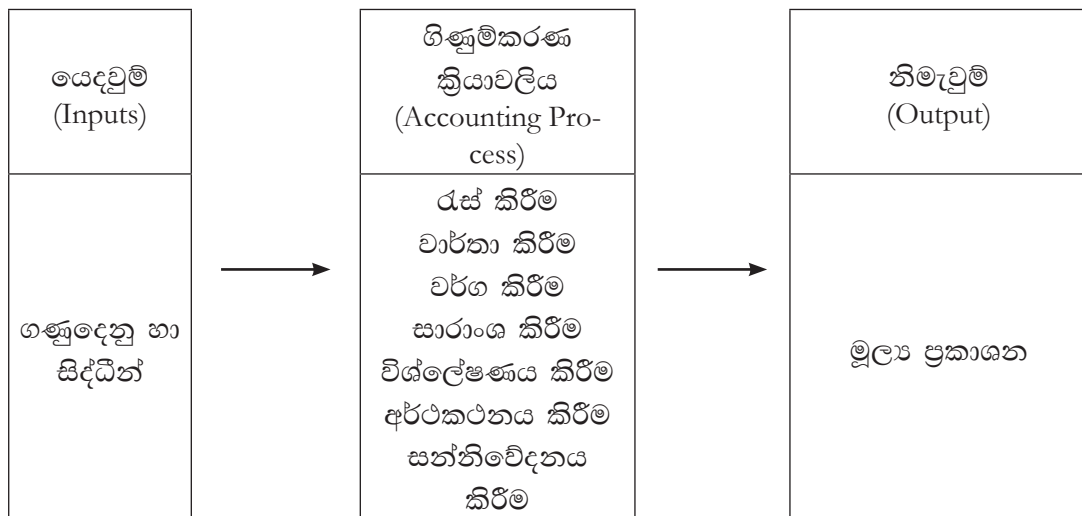 යෙදවුම්
(Inputs)
ගණුදෙනු හා
සිද්ධීන්
ගිණුම්කරණ
ක්‍රියාවලිය
(Accounting Pro-
cess)
රැස් කිරීම
වාර්තා කිරීම
වර්ග කිරීම
සාරාංශ කිරීම
විශ්ලේෂණය කිරීම
අර්ථකථනය කිරීම
සන්නිවේදනය
කිරීම
නිමැවුම්
(Output)
මූල්‍ය ප්‍රකාශන